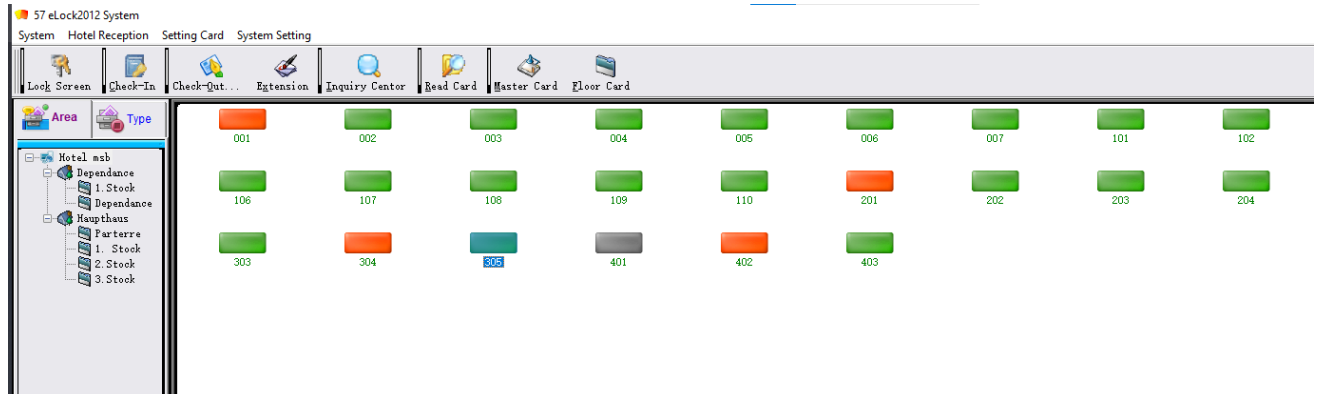 57 eLock2012 System
System Hotel Reception Setting Card System Setting
Lock Screen Check-In Check-Out... Extension Inquiry Centor Read Card Master Card Floor Card
Area Type
Hotel msb
Dependance
1.Stock
Dependance
Haupthaus
Parterre
1. Stock
2.Stock
3.Stock
001 002 003 004 005 006 007 101 102
106 107 108 109 110 201 202 203 204
303 304 305 401 402 403